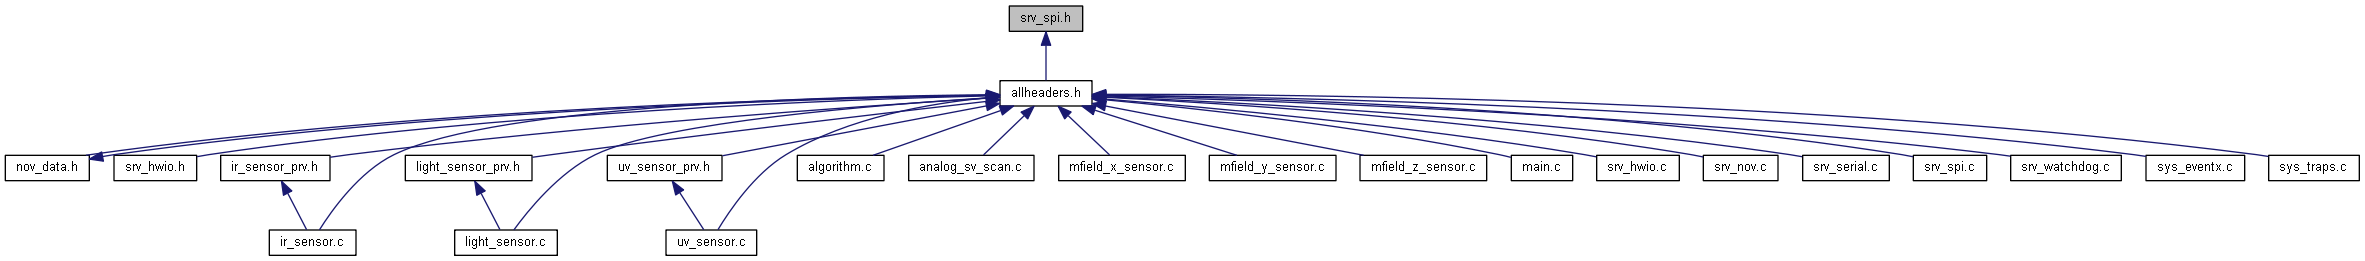 srv_spi.h
allheaders.h
nov_data.h
srv_hwio.h
ir_sensor_prv.h
light_sensor_prv.h
uv_sensor_prv.h
algorithm.c
analog_sv_scan.c
mfield_x_sensor.c
mfield_y_sensor.c
mfield_z_sensor.c
main.c
srv_hwio.c
srv_nov.c
srv_serial.c
srv_spi.c
srv_watchdog.c
sys_eventx.c
sys_traps.c
ir_sensor.c
light_sensor.c
uv_sensor.c